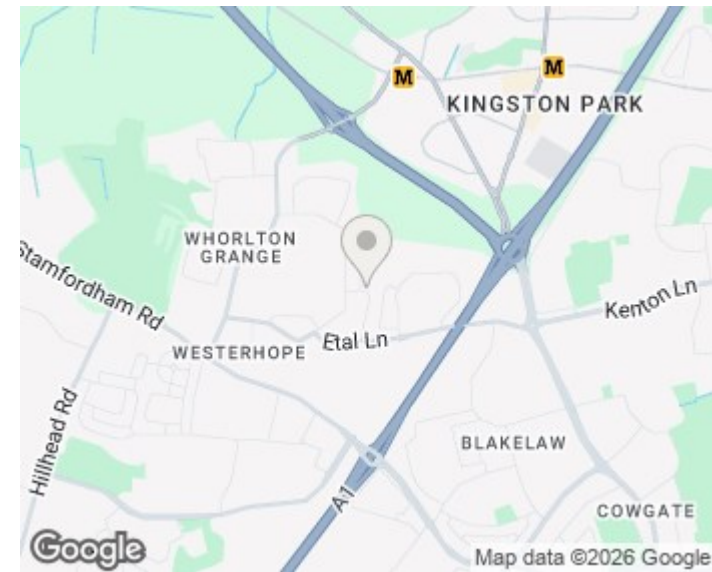 M
M
KINGSTON PARK
WHORLTON
GRANGE
Stamfordham Rd
Kenton Ln
Etal Ln
WESTERHOPE
Hillhead Rd
BLAKELAW
A1
COWGATE
Google
Map data ©2026 Google